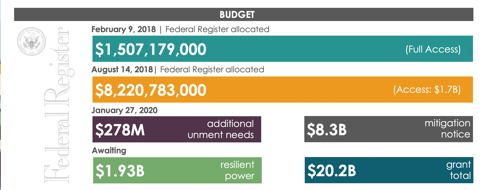 BUDGET
Federal Register
February 9, 2018 | Federal Register allocated
$1,507,179,000 (Full Access)
August 14, 2018| Federal Register allocated
$8,220,783,000 (Access: $1.7B)
January 27, 2020
$278M additional unment needs
$8.3B mitigation notice
Awaiting
$1.93B resilient power
$20.2B grant total